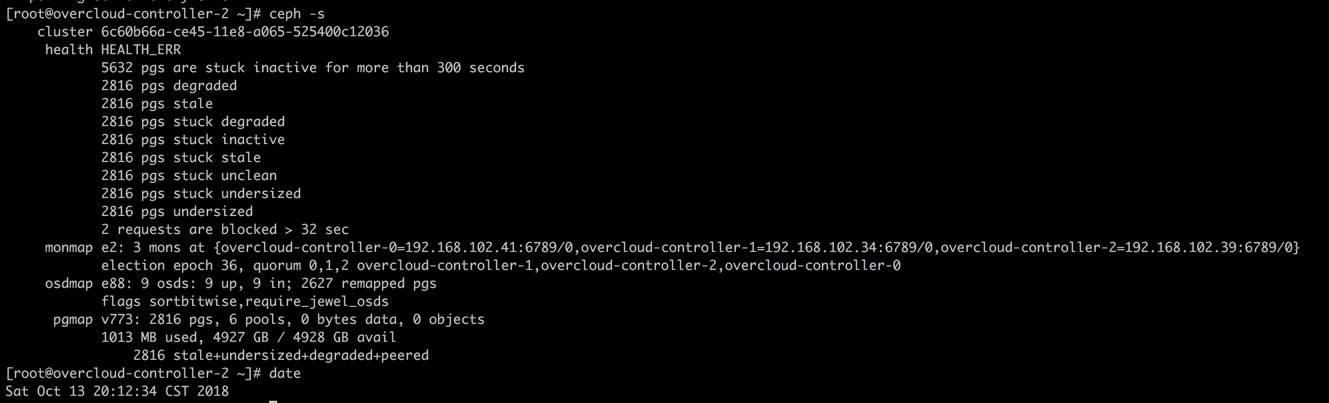 [root@overcloud-controller-2 ~]# ceph -s
    cluster 6c60b66a-ce45-11e8-a065-525400c12036
     health HEALTH_ERR
            5632 pgs are stuck inactive for more than 300 seconds
            2816 pgs degraded
            2816 pgs stale
            2816 pgs stuck degraded
            2816 pgs stuck inactive
            2816 pgs stuck stale
            2816 pgs stuck unclean
            2816 pgs stuck undersized
            2816 pgs undersized
            2 requests are blocked > 32 sec
     monmap e2: 3 mons at {overcloud-controller-0=192.168.102.41:6789/0,overcloud-controller-1=192.168.102.34:6789/0,overcloud-controller-2=192.168.102.39:6789/0}
            election epoch 36, quorum 0,1,2 overcloud-controller-1,overcloud-controller-2,overcloud-controller-0
     osdmap e88: 9 osds: 9 up, 9 in; 2627 remapped pgs
            flags sortbitwise,require_jewel_osds
      pgmap v773: 2816 pgs, 6 pools, 0 bytes data, 0 objects
            1013 MB used, 4927 GB / 4928 GB avail
                2816 stale+undersized+degraded+peered
[root@overcloud-controller-2 ~]# date
Sat Oct 13 20:12:34 CST 2018